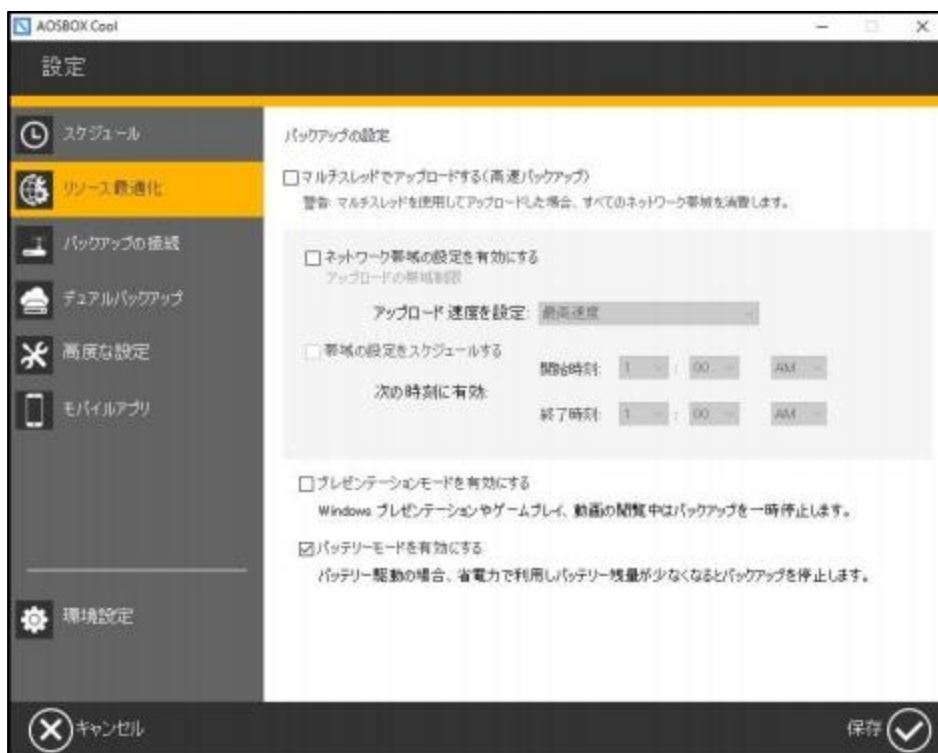 AOSBOX Cool
設定
スケジュール
リソース最適化
バックアップの接続
デュアルバックアップ
高度な設定
モバイルアプリ
環境設定
バックアップの設定
マルチスレッドでアップロードする(高速バックアップ)
警告: マルチスレッドを使用してアップロードした場合、すべてのネットワーク帯域を消費します。
ネットワーク帯域の設定を有効にする
アップロードの帯域制限
アップロード 速度を設定: 最高速度
帯域の設定をスケジュールする
次の時刻に有効:
開始時刻: 1 : 00 AM
終了時刻: 1 : 00 AM
プレゼンテーションモードを有効にする
Windows プレゼンテーションやゲームプレイ、動画の閲覧中はバックアップを一時停止します。
バッテリーモードを有効にする
バッテリー駆動の場合、省電力で利用しバッテリー残量が少なくなるとバックアップを停止します。
キャンセル
保存